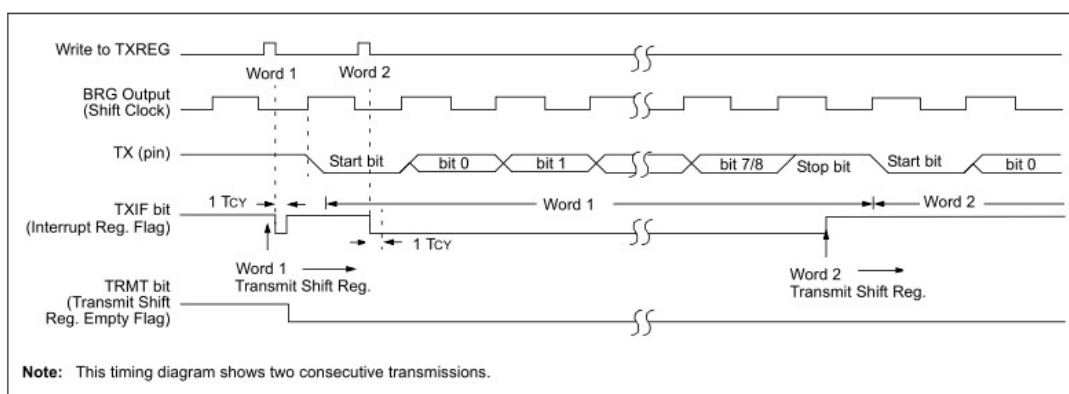 Write to TXREG
Word 1
Word 2
BRG Output
(Shift Clock)
TX (pin)
Start bit
bit 0
bit 1
bit 7/8
Stop bit
Start bit
bit 0
1 TCY
Word 1
Word 2
TXIF bit
(Interrupt Reg. Flag)
1 TCY
Word 1
Transmit Shift Reg.
Word 2
Transmit Shift Reg.
TRMT bit
(Transmit Shift
Reg. Empty Flag)
Note: This timing diagram shows two consecutive transmissions.